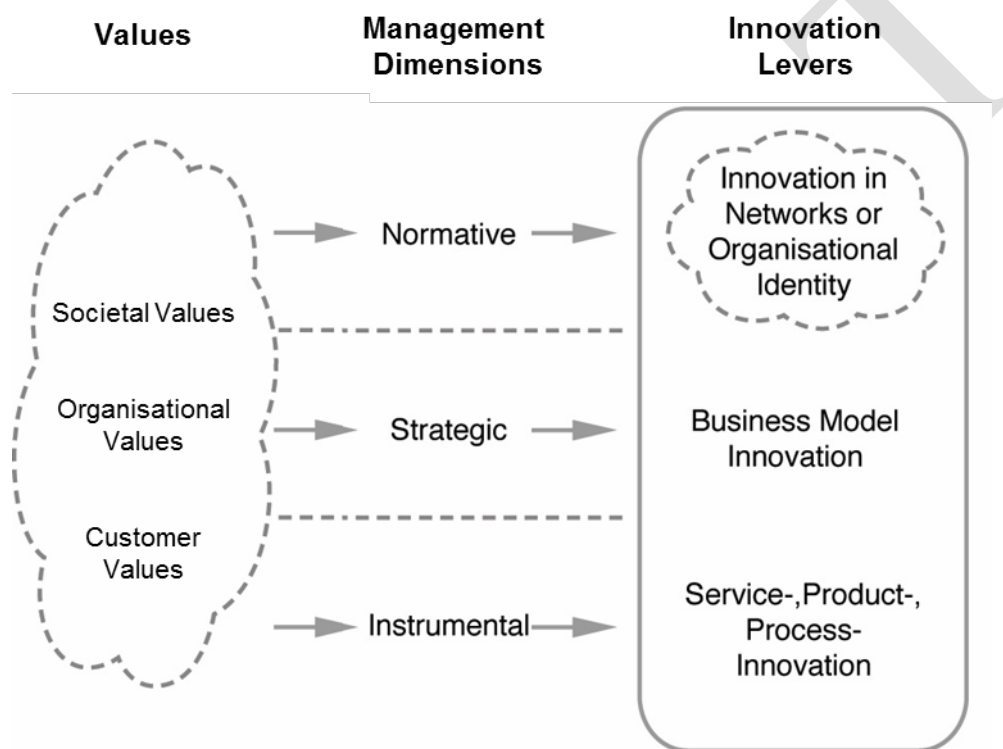 Values
Management
Dimensions
Innovation
Levers
Societal Values
Organisational
Values
Customer
Values
Normative
Strategic
Instrumental
Innovation in
Networks or
Organisational
Identity
Business Model
Innovation
Service-,Product-,
Process-
Innovation